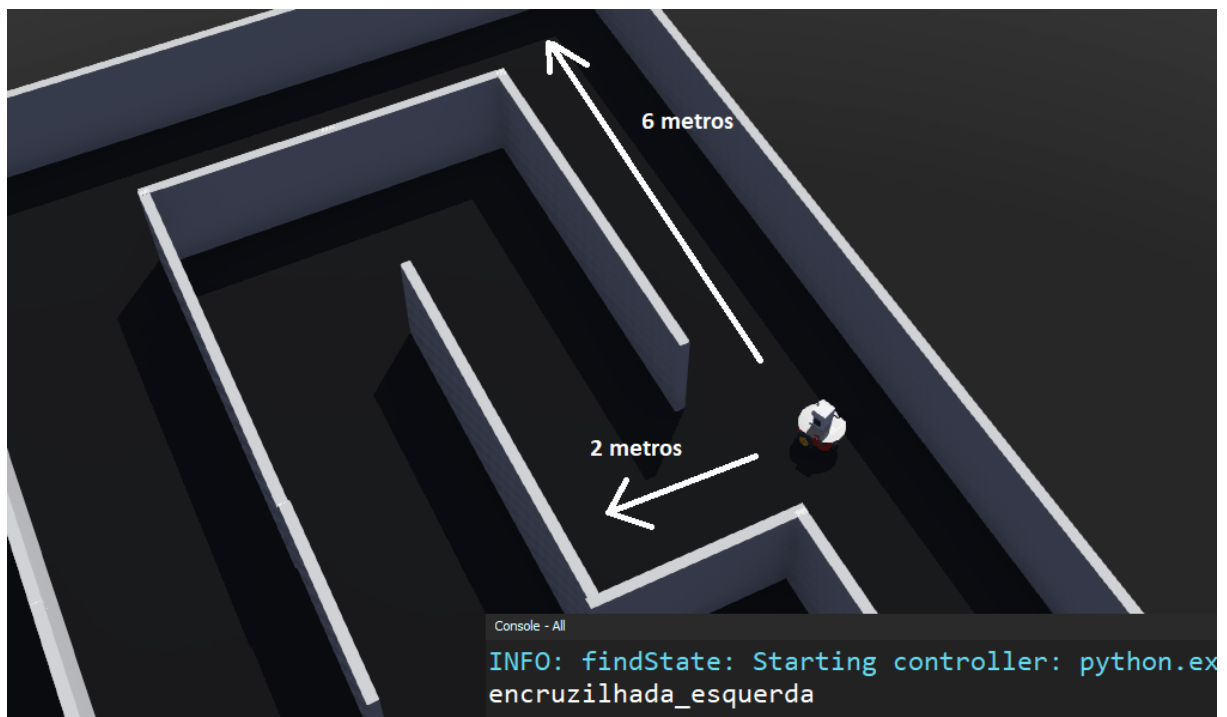 6 metros
2 metros
Console - All
INFO: findState: Starting controller: python.ex
encruzilhada_esquerda